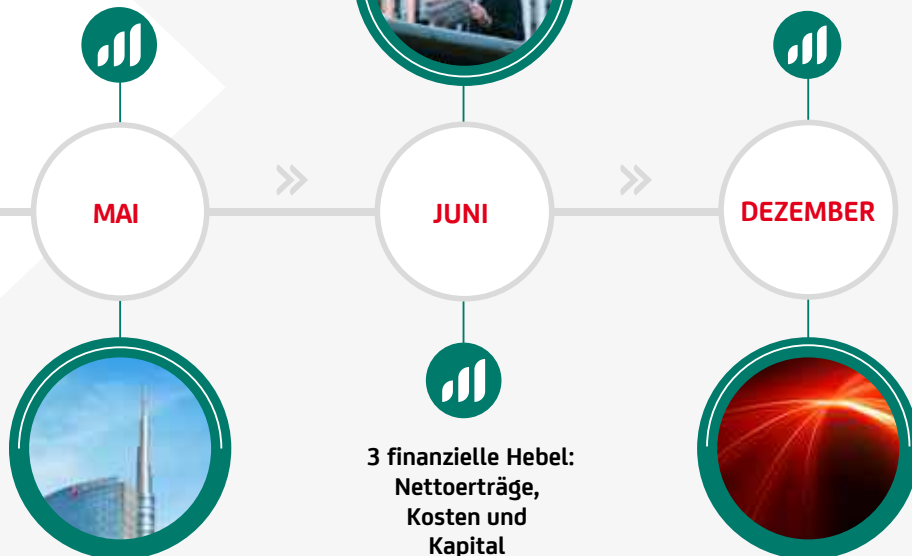 MAI
JUNI
DEZEMBER
3 finanzielle Hebel:
Nettoerträge,
Kosten und
Kapital